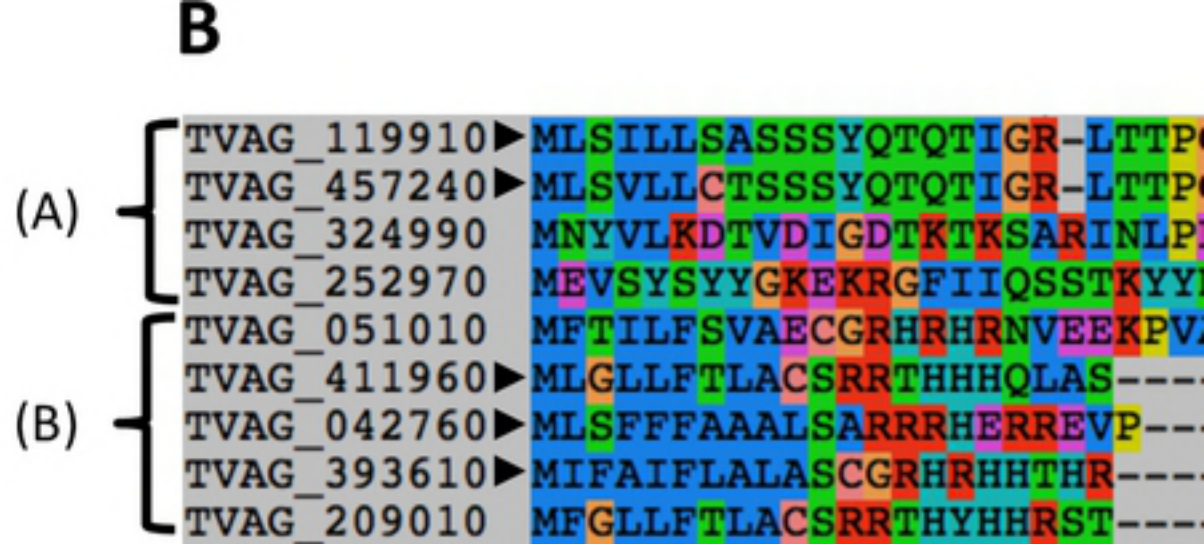 B
(A)
TVAG_119910►MLSILLSASSSYQTQTIGR-LTTP
TVAG_457240►MLSVLLCTSSSYQTQTIGR-LTTP
TVAG_324990 MNYVLKDTVDIGDTKTKSARINLP
TVAG_252970 MEVSYSYYGKEKRGFIIQSSTKYY
(B)
TVAG_051010 MFTILFSVAECGRHRHRNVEEKPV
TVAG_411960►MLGLLFTLACSRRTHHHQLAS---
TVAG_042760►MLSFFFAAALSARRRHERREVP--
TVAG_393610►MIFAIFLALASCGRHRHHTHR---
TVAG_209010 MFGLLFTLACSRRTHYHHRST---